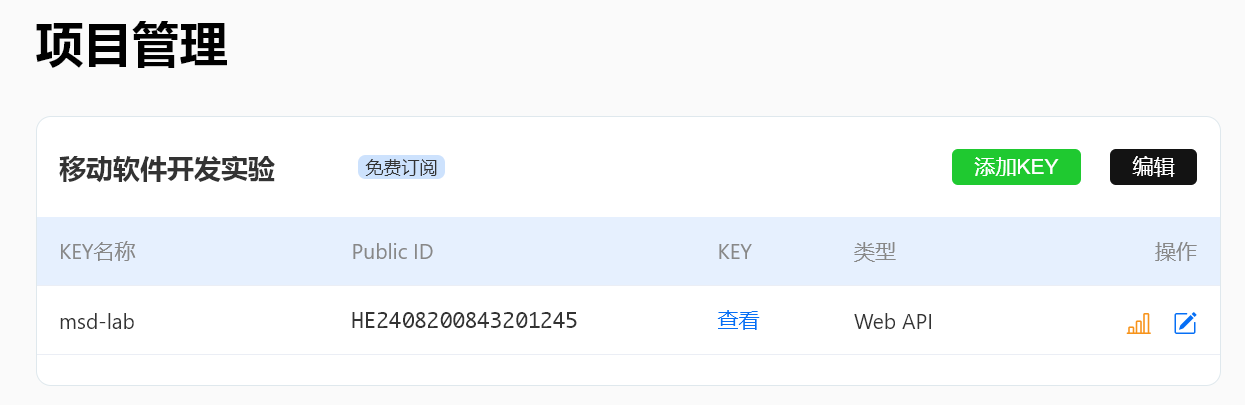 项目管理
移动软件开发实验 免费订阅 添加KEY 编辑
KEY名称 Public ID KEY 类型 操作
msd-lab HE2408200843201245 查看 Web API